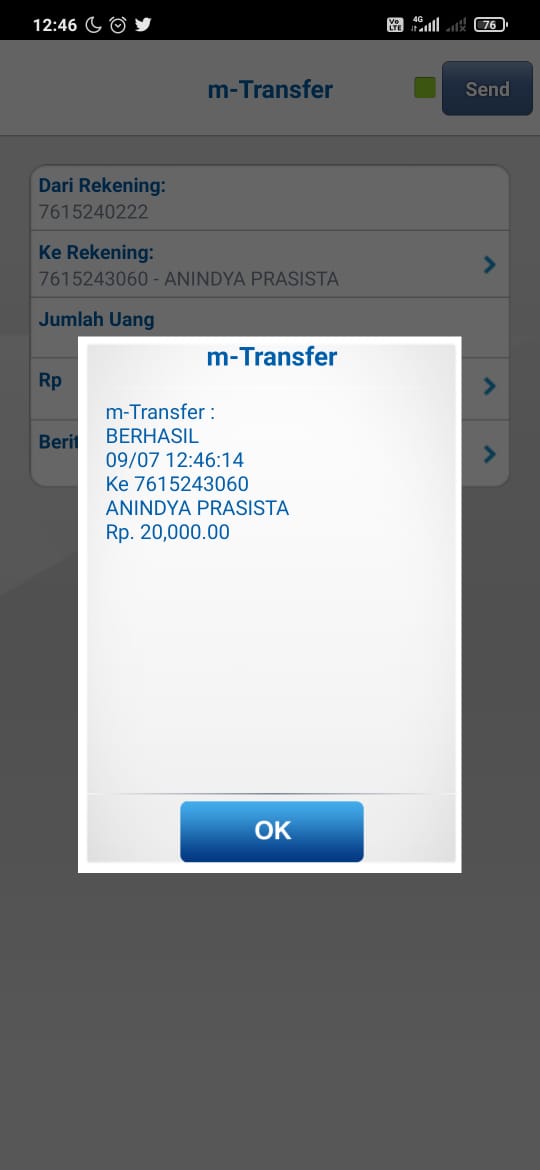 12:46
Vo LTE 4G 76
m-Transfer
Send
Dari Rekening:
7615240222
Ke Rekening:
7615243060 - ANINDYA PRASISTA
Jumlah Uang
Rp
Berit
m-Transfer
m-Transfer :
BERHASIL
09/07 12:46:14
Ke 7615243060
ANINDYA PRASISTA
Rp. 20,000.00
OK